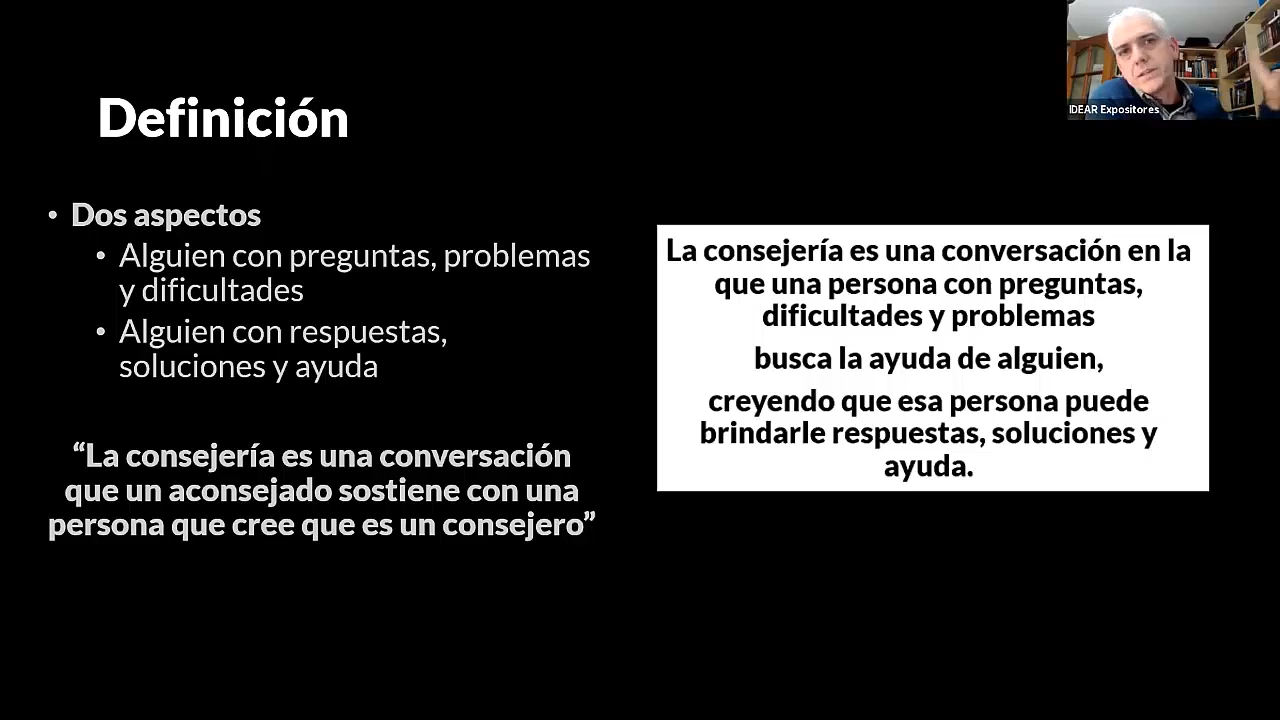 Definición
• Dos aspectos
• Alguien con preguntas, problemas
y dificultades
• Alguien con respuestas,
soluciones y ayuda
“La consejería es una conversación
que un aconsejado sostiene con una
persona que cree que es un consejero”
La consejería es una conversación en la
que una persona con preguntas,
dificultades y problemas
busca la ayuda de alguien,
creyendo que esa persona puede
brindarle respuestas, soluciones y
ayuda.
IDEAR Expositores